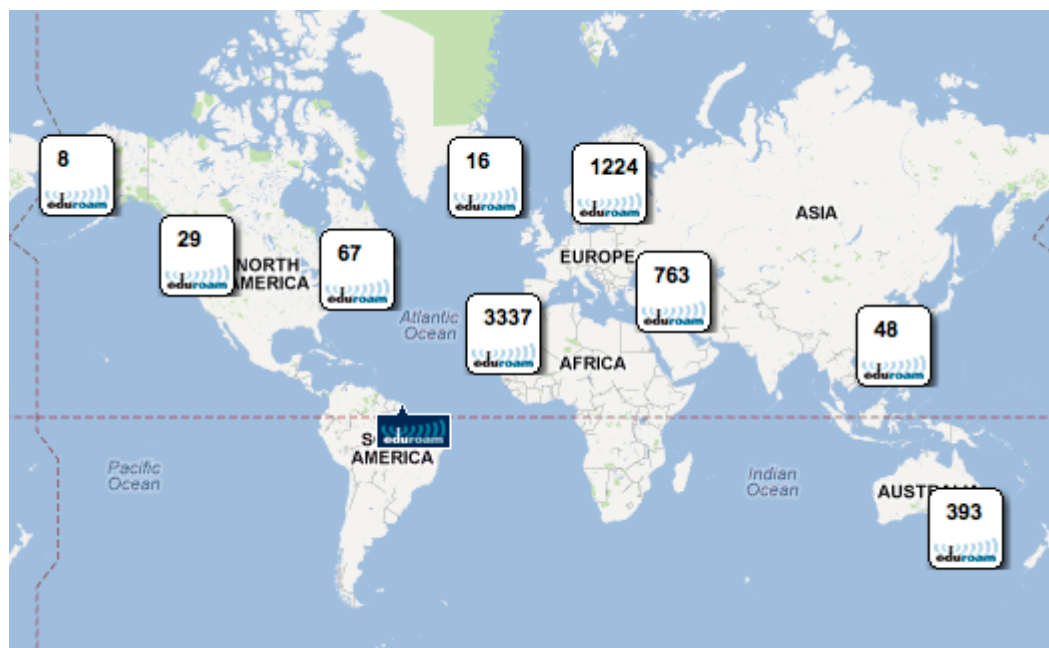 8
eduroam
16
eduroam
1224
eduroam
ASIA
29
eduroam
67
eduroam
NORTH
AMERICA
EUROPE
763
eduroam
3337
eduroam
Atlantic
Ocean
AFRICA
48
eduroam
eduroam
AMERICA
Pacific
Ocean
Indian
Ocean
393
eduroam